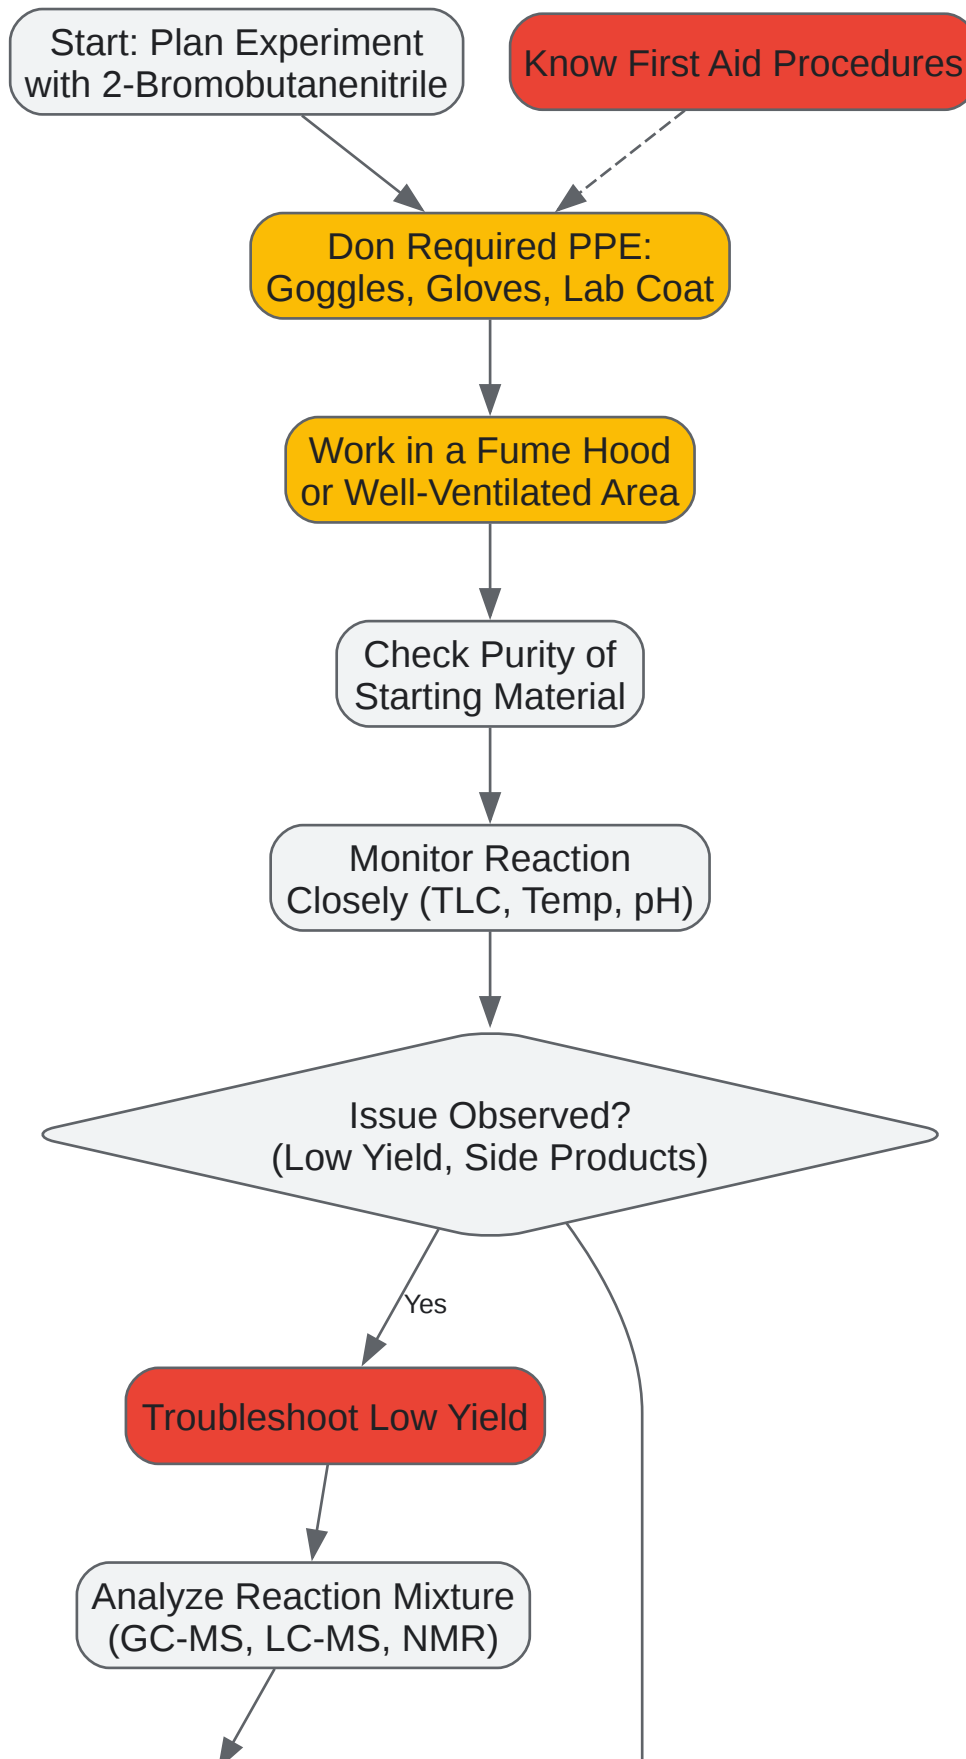 Start: Plan Experiment
with 2-Bromobutanenitrile
Know First Aid Procedures
Don Required PPE:
Goggles, Gloves, Lab Coat
Work in a Fume Hood
or Well-Ventilated Area
Check Purity of
Starting Material
Monitor Reaction
Closely (TLC, Temp, pH)
Issue Observed?
(Low Yield, Side Products)
Yes
Troubleshoot Low Yield
Analyze Reaction Mixture
(GC-MS, LC-MS, NMR)